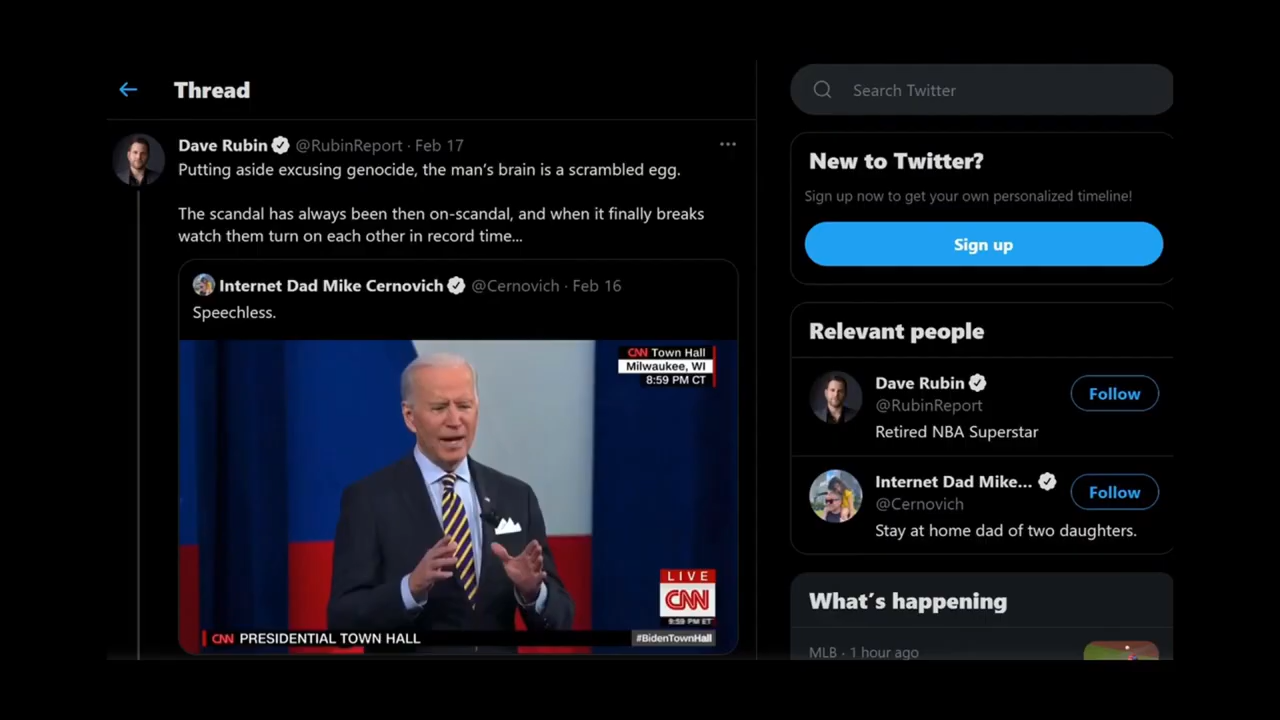 Thread
Dave Rubin @RubinReport · Feb 17
Putting aside excusing genocide, the man’s brain is a scrambled egg.
The scandal has always been then on-scandal, and when it finally breaks
watch them turn on each other in record time...
Internet Dad Mike Cernovich @Cernovich · Feb 16
Speechless.
CNN Town Hall
Milwaukee, WI
8:59 PM CT
LIVE
CNN
9:59 PM ET
CNN PRESIDENTIAL TOWN HALL
#BidenTownHall
Search Twitter
New to Twitter?
Sign up now to get your own personalized timeline!
Sign up
Relevant people
Dave Rubin
@RubinReport
Follow
Retired NBA Superstar
Internet Dad Mike...
@Cernovich
Follow
Stay at home dad of two daughters.
What’s happening
MLB · 1 hour ago